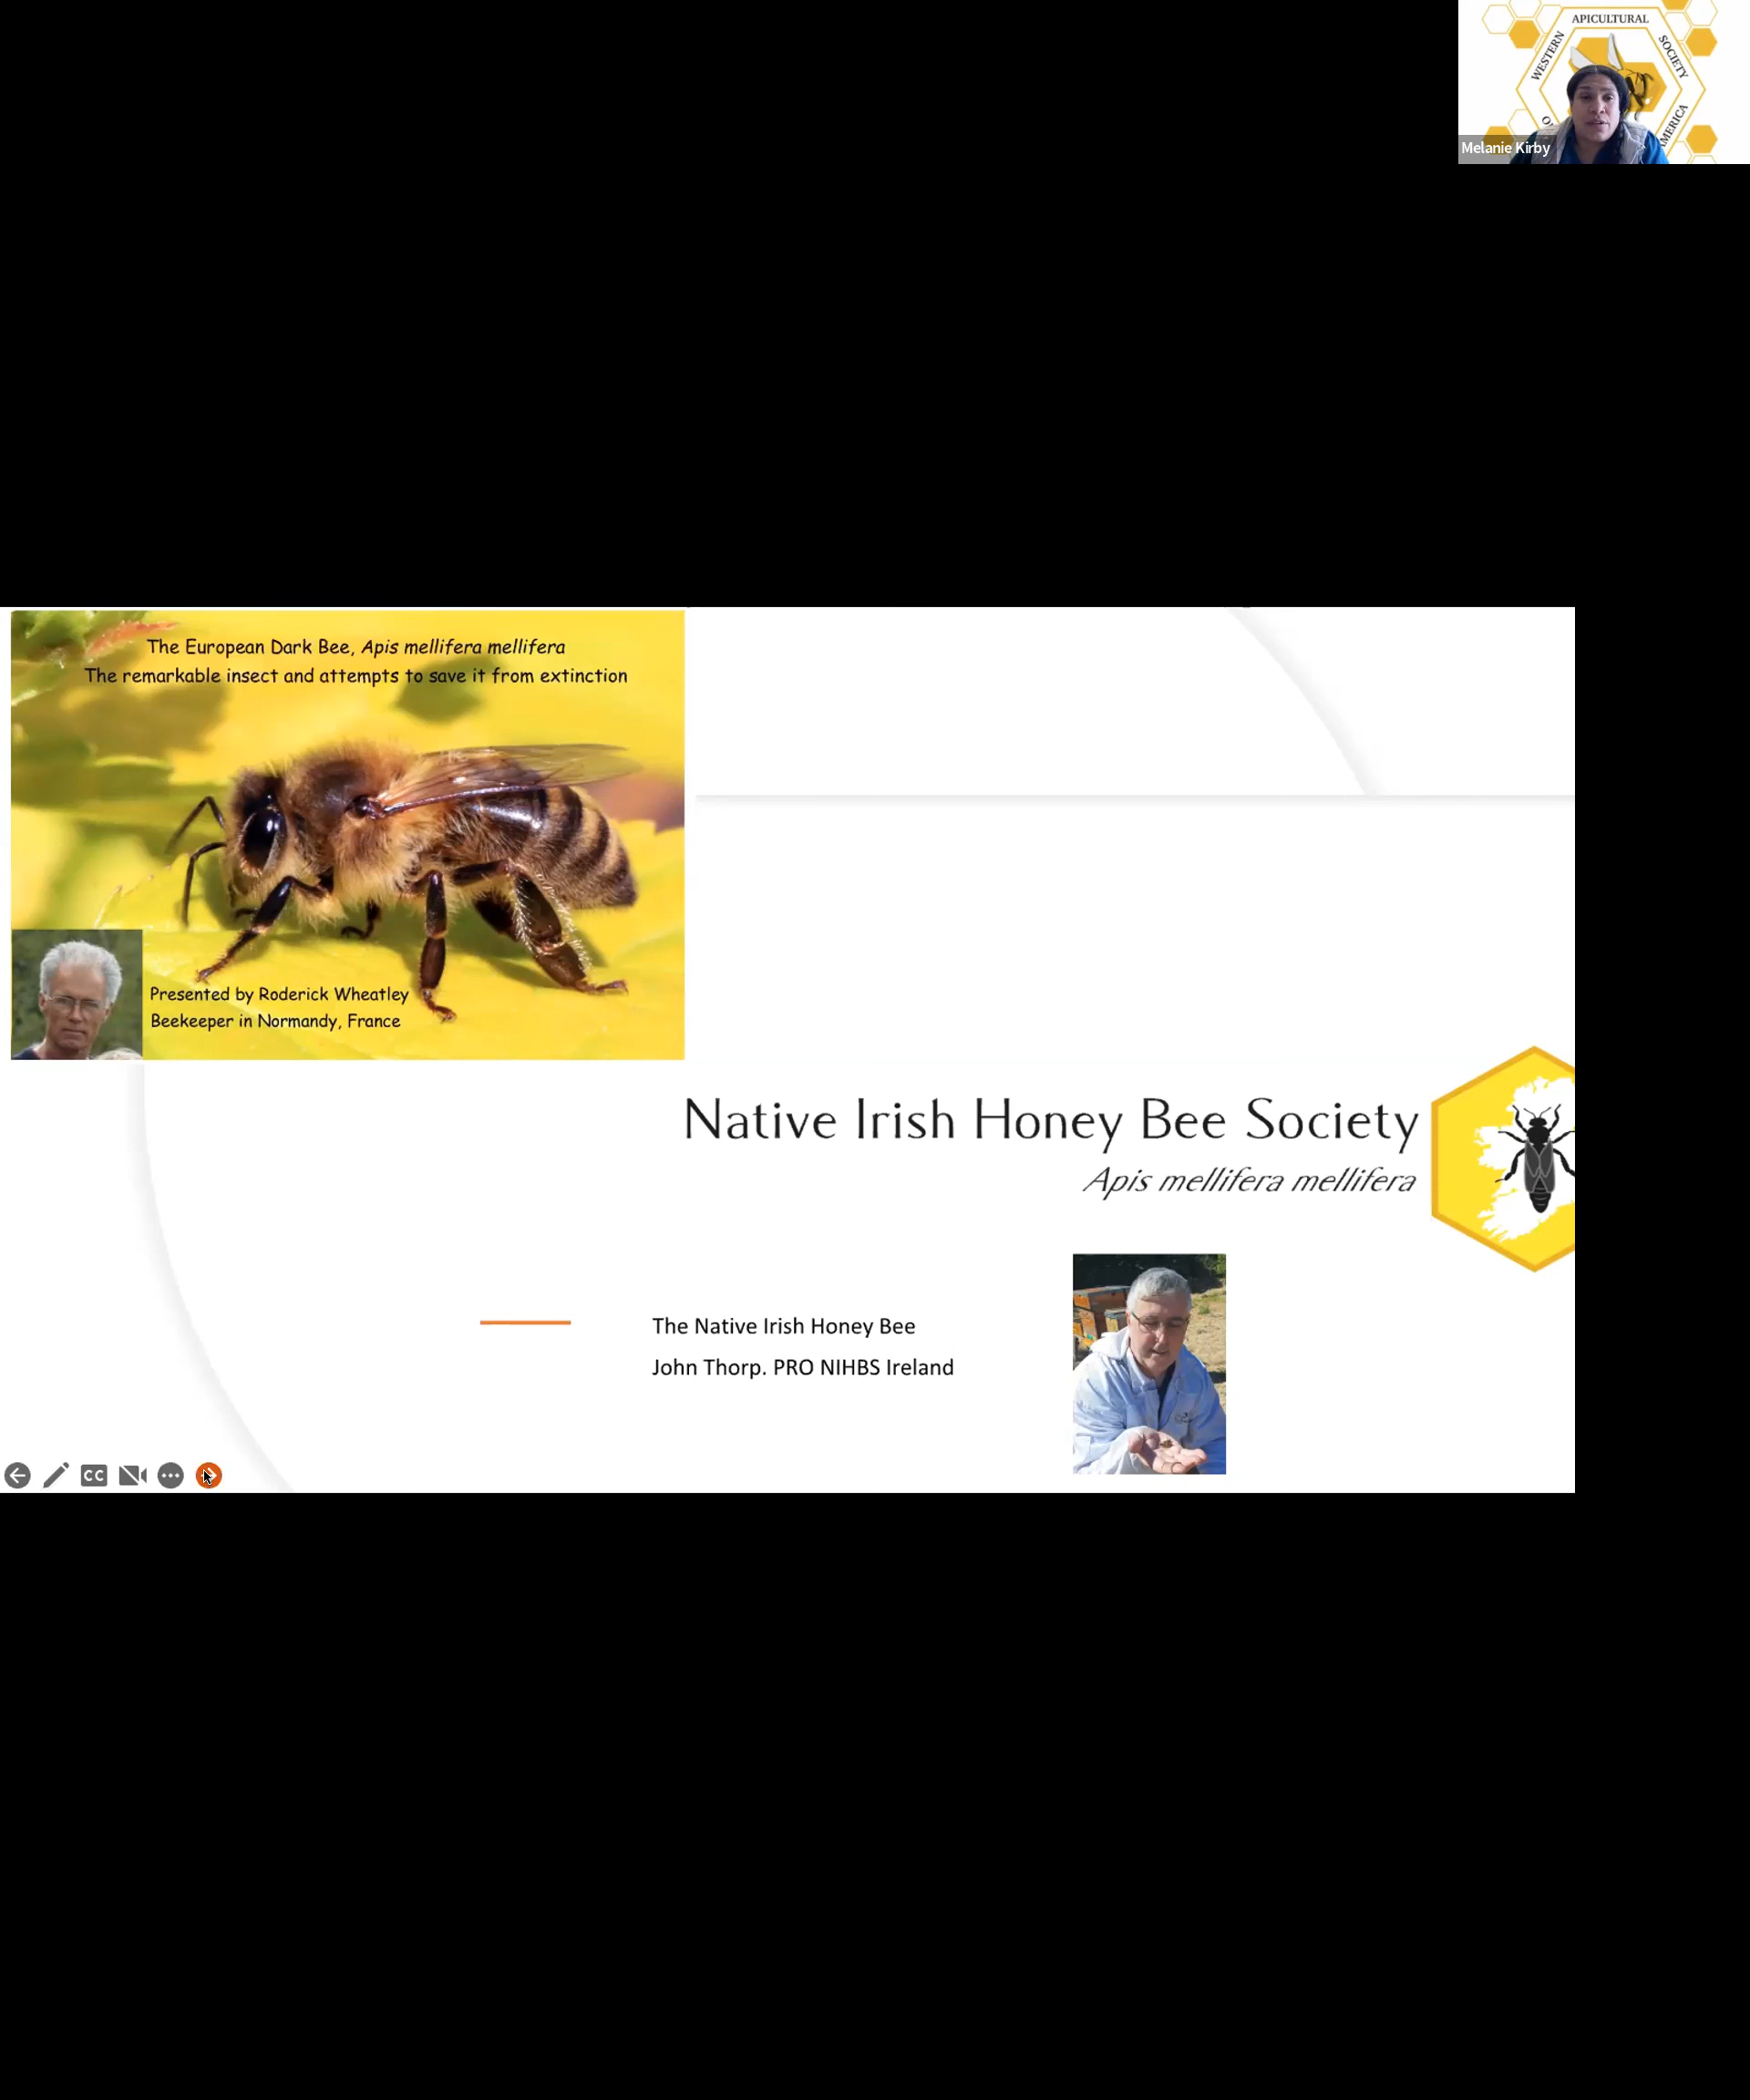 WESTERN
APICULTURAL
SOCIETY
Melanie Kirby
The European Dark Bee, Apis mellifera mellifera
The remarkable insect and attempts to save it from extinction
Presented by Roderick Wheatley
Beekeeper in Normandy, France
Native Irish Honey Bee Society
Apis mellifera mellifera
The Native Irish Honey Bee
John Thorp. PRO NIHBS Ireland
CC